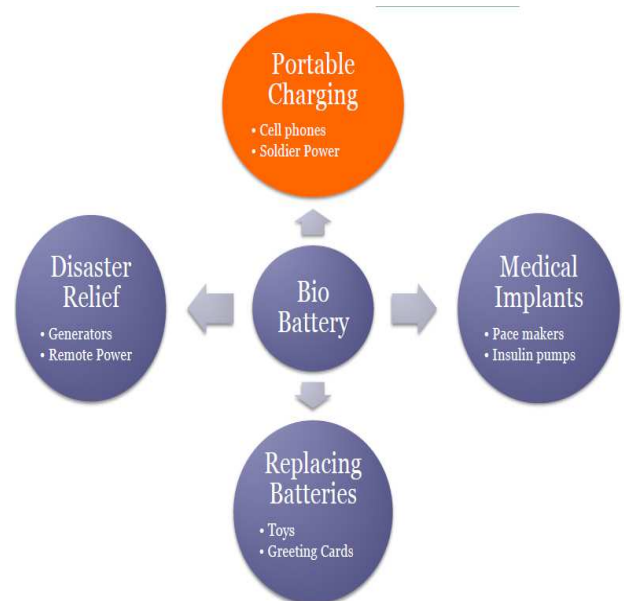 Portable
Charging
• Cell phones
• Soldier Power
Disaster
Relief
• Generators
• Remote Power
Bio
Battery
Medical
Implants
• Pace makers
• Insulin pumps
Replacing
Batteries
• Toys
• Greeting Cards